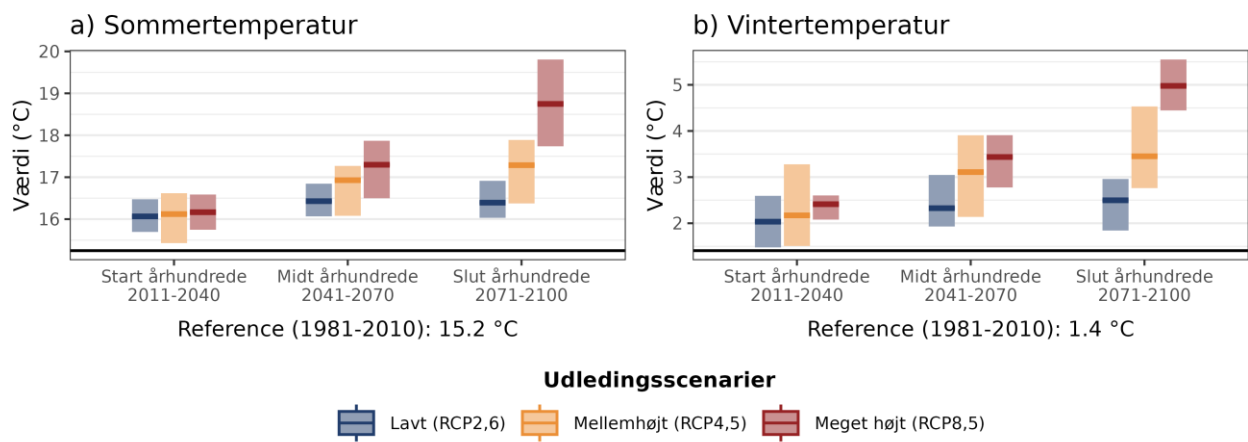 a) Sommertemperatur
b) Vintertemperatur
Værdi (°C)
20
19
18
17
16
Start århundrede
2011-2040
Midt århundrede
2041-2070
Slut århundrede
2071-2100
Reference (1981-2010): 15.2 °C
Værdi (°C)
5
4
3
2
Start århundrede
2011-2040
Midt århundrede
2041-2070
Slut århundrede
2071-2100
Reference (1981-2010): 1.4 °C
Udledingsscenarier
Lavt (RCP2,6)
Mellemhøjt (RCP4,5)
Meget højt (RCP8,5)